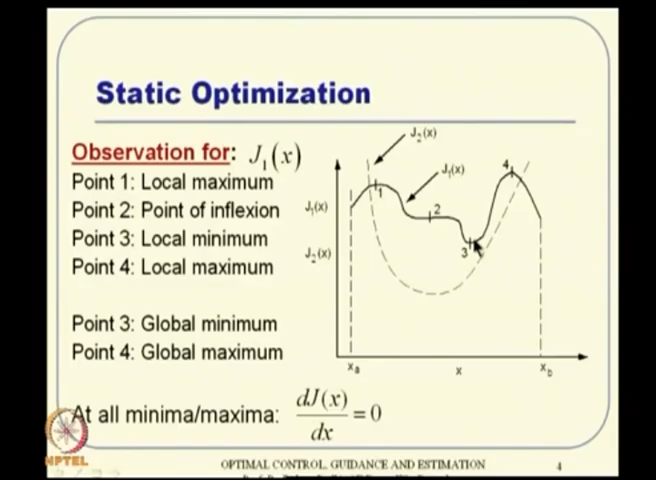 Static Optimization
Observation for: J₁(x)
Point 1: Local maximum
Point 2: Point of inflexion
Point 3: Local minimum
Point 4: Local maximum
Point 3: Global minimum
Point 4: Global maximum
At all minima/maxima: dJ(x)/dx = 0
J₂(x)
J₁(x)
4
1
2
J₁(x)
3
J₂(x)
xₐ
x
x_b
NPTEL
OPTIMAL CONTROL, GUIDANCE AND ESTIMATION
4